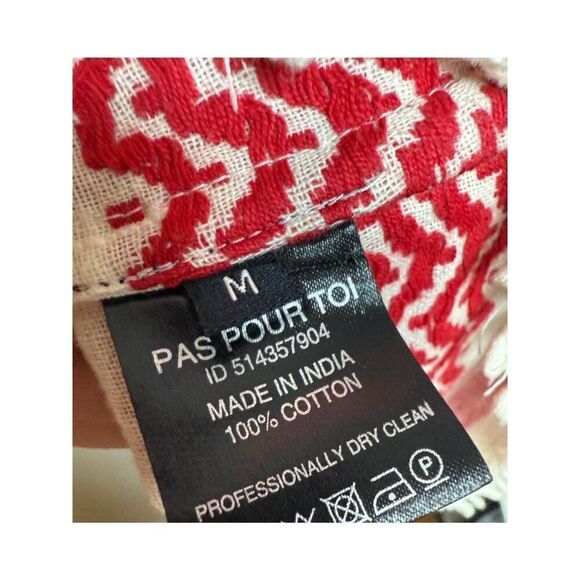 M
PAS POUR TOI
ID 514357904
MADE IN INDIA
100% COTTON
PROFESSIONALLY DRY CLEAN
P